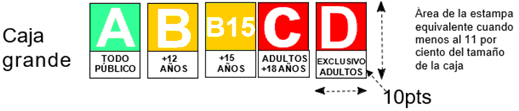 Caja
grande
A
TODO
PÚBLICO
B
+12
AÑOS
B15
+15
AÑOS
C
ADULTOS
+18 AÑOS
D
EXCLUSIVO
ADULTOS
Àrea de la estampa
equivalente cuando
menos al 11 por
ciento del tamaño
de la caja
10pts